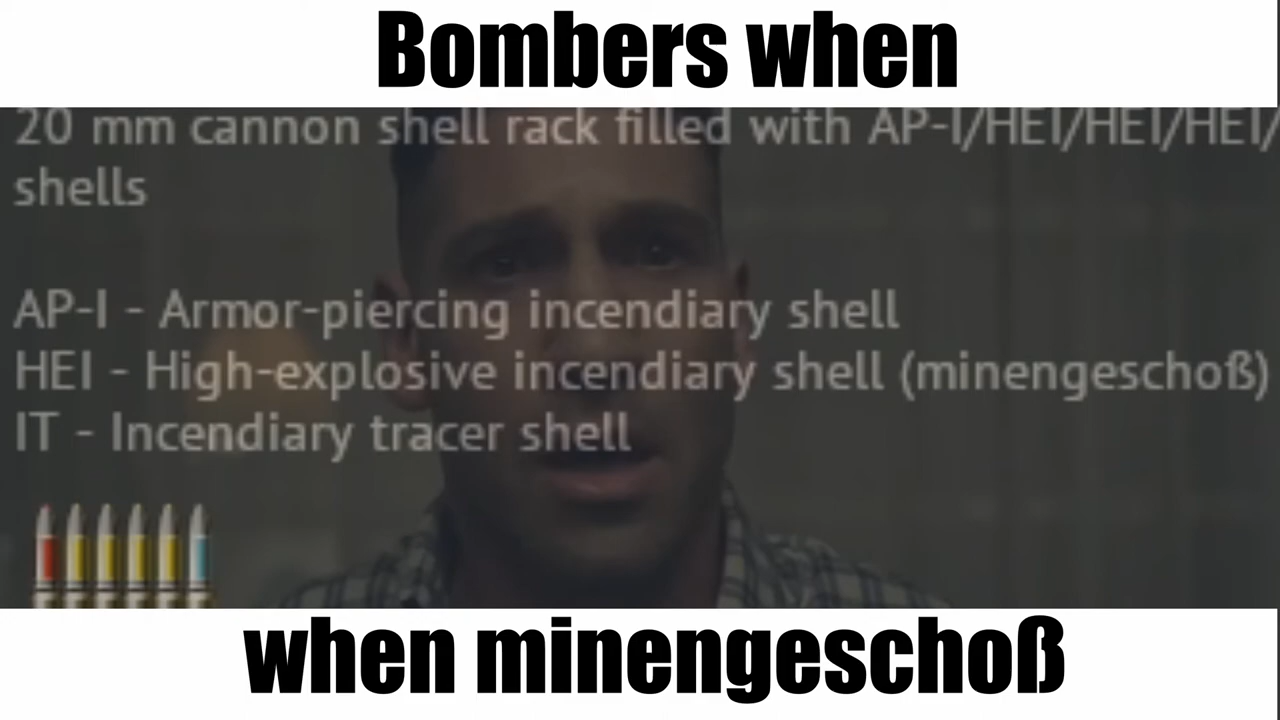 Bombers when
20 mm cannon shell rack filled with AP-I/HEI/HEI/HEI/
shells
AP-I - Armor-piercing incendiary shell
HEI - High-explosive incendiary shell (minengeschoß)
IT - Incendiary tracer shell
when minengeschoß